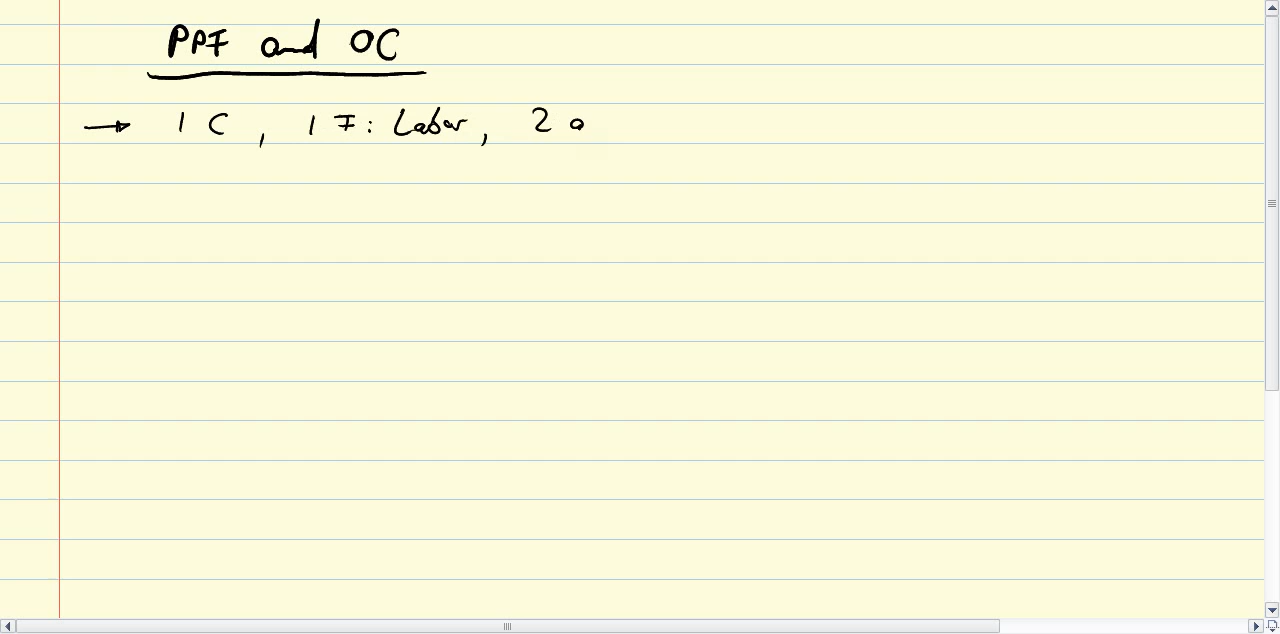 PPF and OC
→ 1 C, 1 F: Labor, 2 o